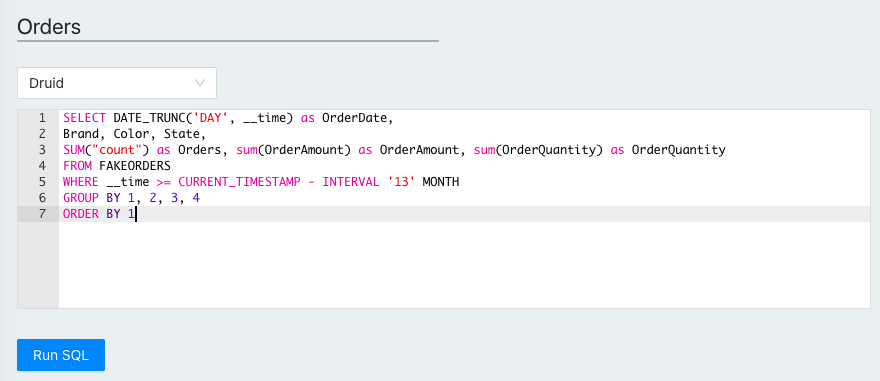 Orders
Druid
1 SELECT DATE_TRUNC('DAY', __time) as OrderDate,
2 Brand, Color, State,
3 SUM("count") as Orders, sum(OrderAmount) as OrderAmount, sum(OrderQuantity) as OrderQuantity
4 FROM FAKEORDERS
5 WHERE __time >= CURRENT_TIMESTAMP - INTERVAL '13' MONTH
6 GROUP BY 1, 2, 3, 4
7 ORDER BY 1
Run SQL